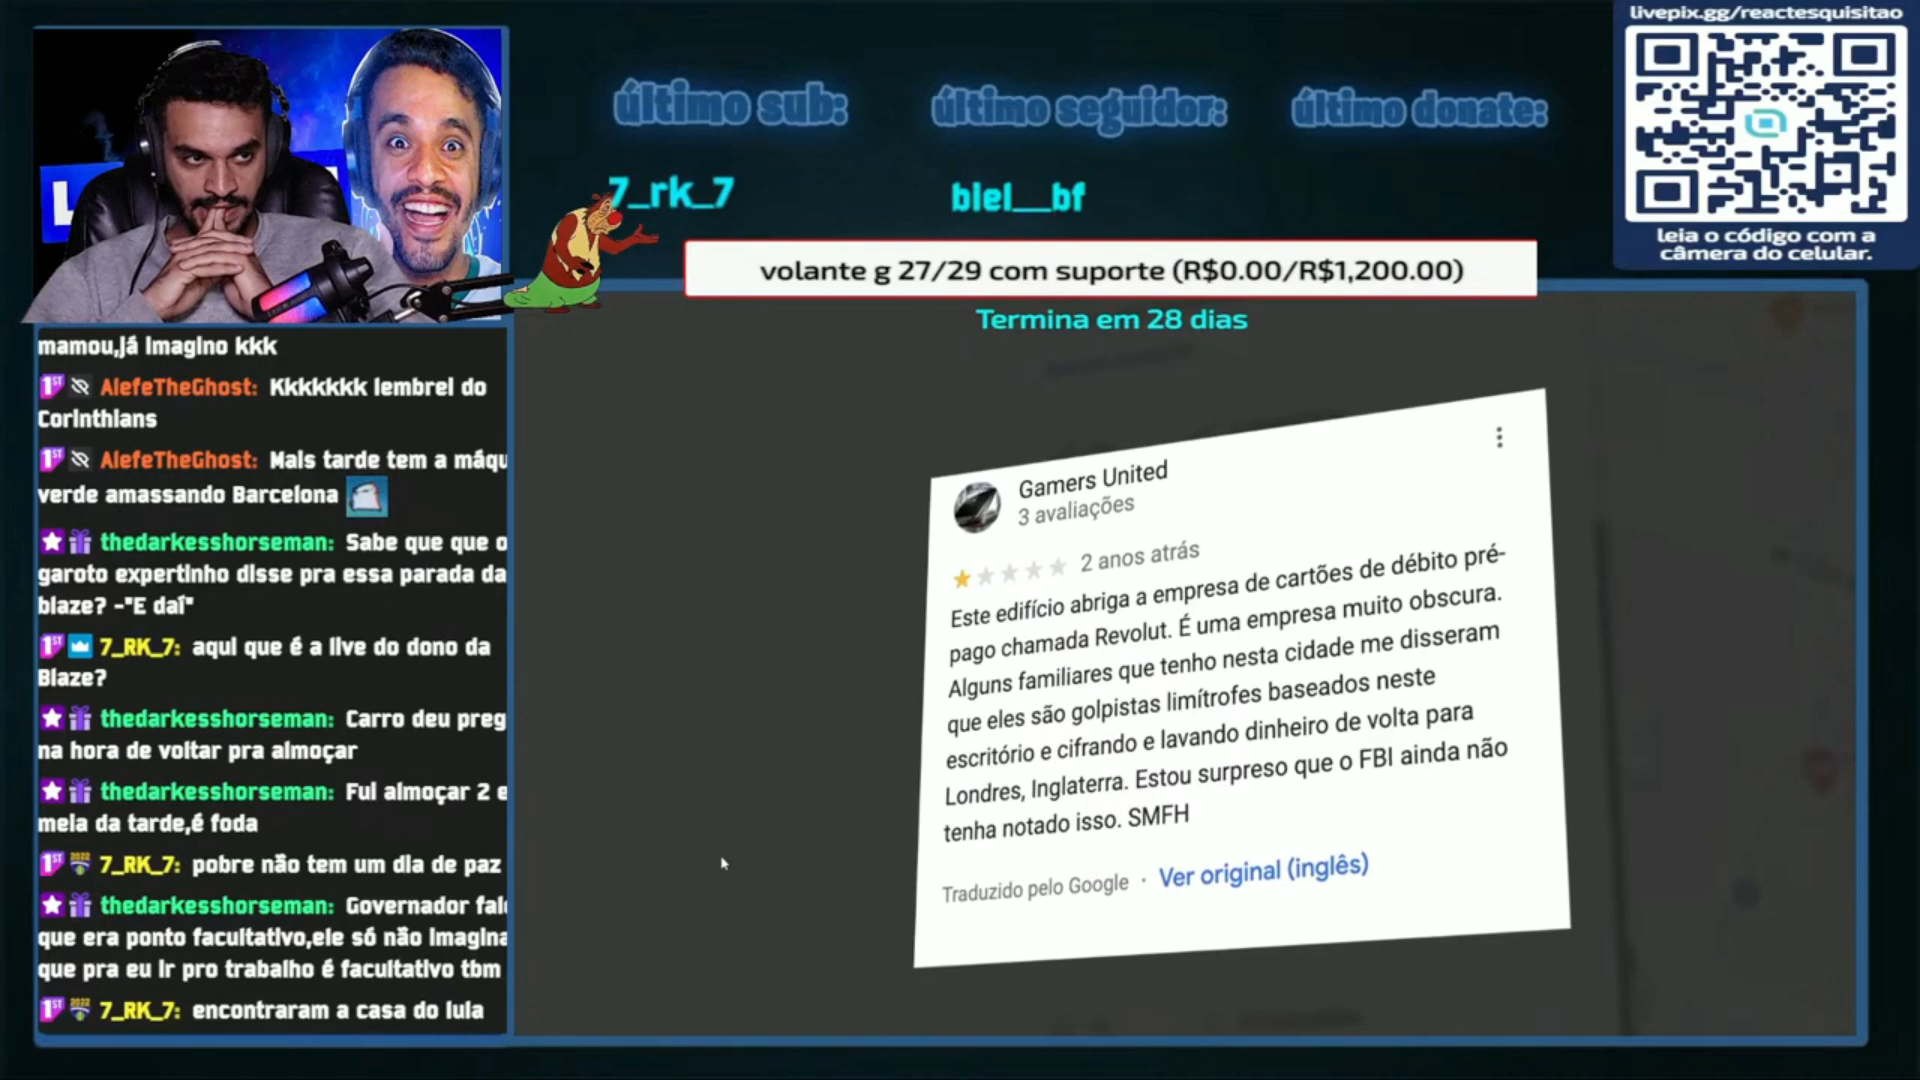 livepix.gg/reactesquisitao
último sub:
último seguidor:
último donate:
7_rk_7
biel__bf
leia o código com a
câmera do celular.
volante g 27/29 com suporte (R$0.00/R$1,200.00)
Termina em 28 dias
mamou,já imagino kkk
AlefeTheGhost: Kkkkkkk lembrei do
Corinthians
AlefeTheGhost: Mais tarde tem a máqu
verde amassando Barcelona
thedarkesshorseman: Sabe que que o
garoto expertinho disse pra essa parada da
blaze? -"E daí"
7_RK_7: aqui que é a live do dono da
Blaze?
thedarkesshorseman: Carro deu preg
na hora de voltar pra almoçar
thedarkesshorseman: Fui almoçar 2 e
meia da tarde,é foda
7_RK_7: pobre não tem um dia de paz
thedarkesshorseman: Governador falo
que era ponto facultativo,ele só não imagina
que pra eu ir pro trabalho é facultativo tbm
7_RK_7: encontraram a casa do lula
Gamers United
3 avaliações
2 anos atrás
Este edifício abriga a empresa de cartões de débito pré-
pago chamada Revolut. É uma empresa muito obscura.
Alguns familiares que tenho nesta cidade me disseram
que eles são golpistas limítrofes baseados neste
escritório e cifrando e lavando dinheiro de volta para
Londres, Inglaterra. Estou surpreso que o FBI ainda não
tenha notado isso. SMFH
Traduzido pelo Google · Ver original (inglês)